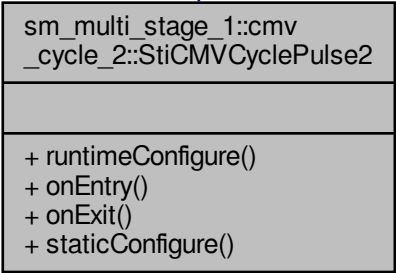 sm_multi_stage_1::cmv
_cycle_2::StiCMVCyclePulse2
+ runtimeConfigure()
+ onEntry()
+ onExit()
+ staticConfigure()